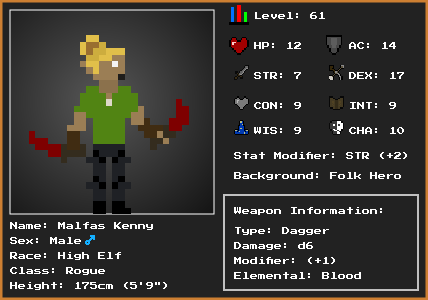 Level: 61
HP: 12 AC: 14
STR: 7 DEX: 17
CON: 9 INT: 9
WIS: 9 CHA: 10
Stat Modifier: STR (+2)
Background: Folk Hero
Name: Malfas Kenny
Sex: Male♂
Race: High Elf
Class: Rogue
Height: 175cm (5'9")
Weapon Information:
Type: Dagger
Damage: d6
Modifier: (+1)
Elemental: Blood